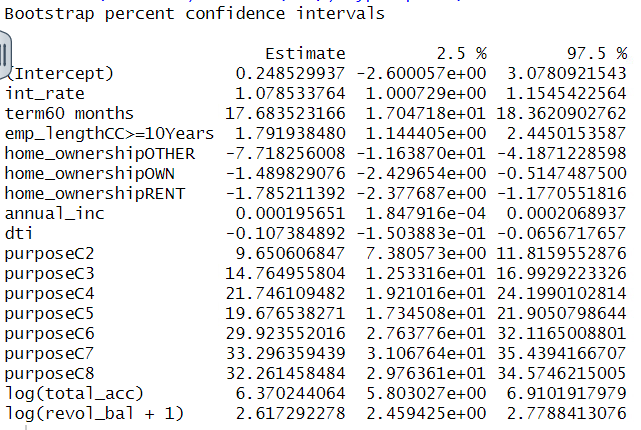 Bootstrap percent confidence intervals
Estimate 2.5 % 97.5 %
(Intercept) 0.248529937 -2.600057e+00 3.0780921543
int_rate 1.078533764 1.000729e+00 1.1545422564
term60 months 17.683523166 1.704718e+01 18.3620902762
emp_lengthCC>=10Years 1.791938480 1.144405e+00 2.4450153587
home_ownershipOTHER -7.718256008 -1.163870e+01 -4.1871228598
home_ownershipOWN -1.489829076 -2.429654e+00 -0.5147487500
home_ownershipRENT -1.785211392 -2.377687e+00 -1.1770551816
annual_inc 0.000195651 1.847916e-04 0.0002068937
dti -0.107384892 -1.503883e-01 -0.0656717657
purposeC2 9.650606847 7.380573e+00 11.8159552876
purposeC3 14.764955804 1.253316e+01 16.9929223326
purposeC4 21.746109482 1.921016e+01 24.1990102814
purposeC5 19.676538271 1.734508e+01 21.9050798644
purposeC6 29.923552016 2.763776e+01 32.1165008801
purposeC7 33.296359439 3.106764e+01 35.4394166707
purposeC8 32.261458484 2.976361e+01 34.5746215005
log(total_acc) 6.370244064 5.803027e+00 6.9101917979
log(revol_bal + 1) 2.617292278 2.459425e+00 2.7788413076